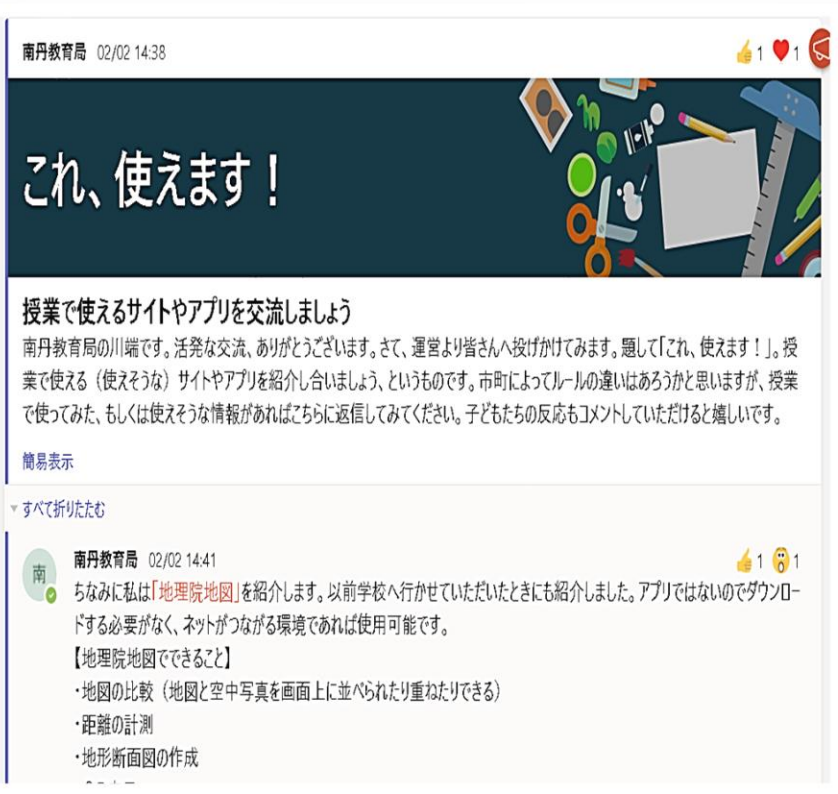 南丹教育局 02/02 14:38
1 1
これ、使えます！
授業で使えるサイトやアプリを交流しましょう
南丹教育局の川端です。活発な交流、ありがとうございます。さて、運営より皆さんへ投げかけてみます。題して「これ、使えます！」。授
業で使える（使えそうな）サイトやアプリを紹介し合いましょう、というものです。市町によってルールの違いはあろうかと思いますが、授業
で使ってみた、もしくは使えそうな情報があればこちらに返信してみてください。子どもたちの反応もコメントしていただけると嬉しいです。
簡易表示
すべて折りたたむ
南
南丹教育局 02/02 14:41
1 1
ちなみに私は「地理院地図」を紹介します。以前学校へ行かせていただいたときにも紹介しました。アプリではないのでダウンロー
ドする必要がなく、ネットがつながる環境であれば使用可能です。
【地理院地図でできること】
・地図の比較（地図と空中写真を画面上に並べられたり重ねたりできる）
・距離の計測
・地形断面図の作成